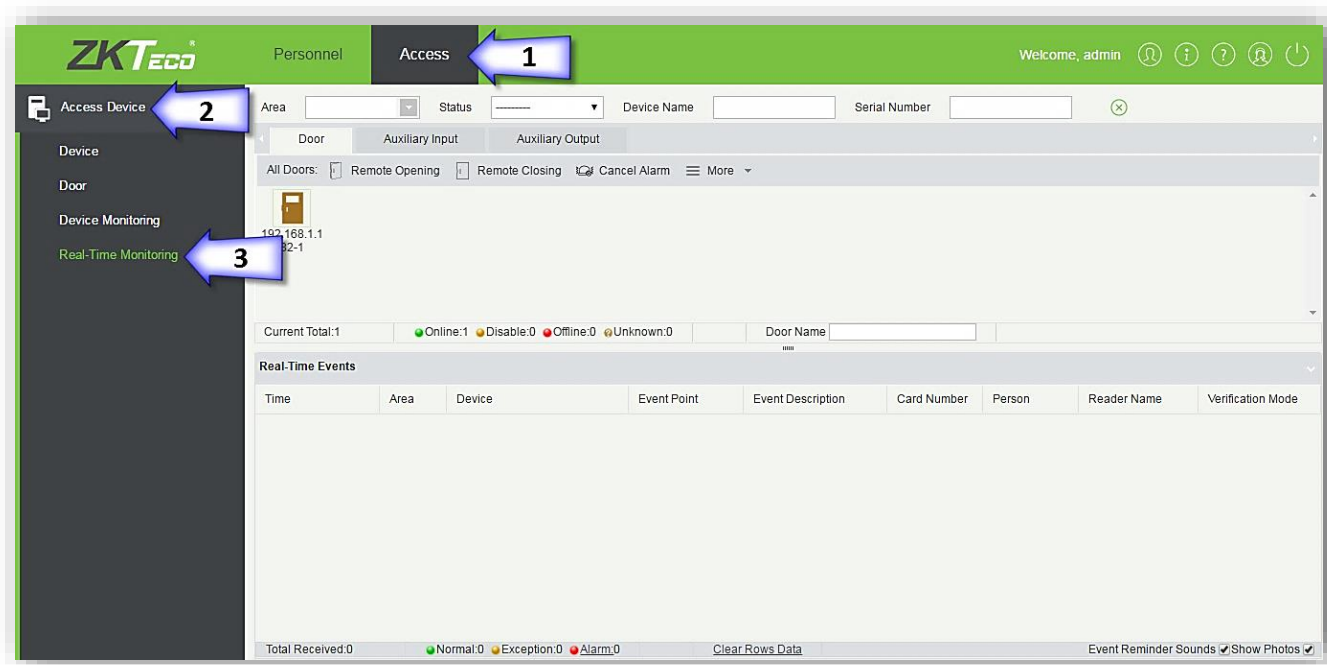 ZKTeco®
Personnel Access 1 Welcome, admin
Access Device 2
Area Status --------- Device Name Serial Number
Device
Door
Device Monitoring
Real-Time Monitoring 3
Door Auxiliary Input Auxiliary Output
All Doors: Remote Opening Remote Closing Cancel Alarm More
192.168.1.1
32-1
Current Total:1 Online:1 Disable:0 Offline:0 Unknown:0 Door Name
Real-Time Events
Time Area Device Event Point Event Description Card Number Person Reader Name Verification Mode
Total Received:0 Normal:0 Exception:0 Alarm:0 Clear Rows Data Event Reminder Sounds Show Photos